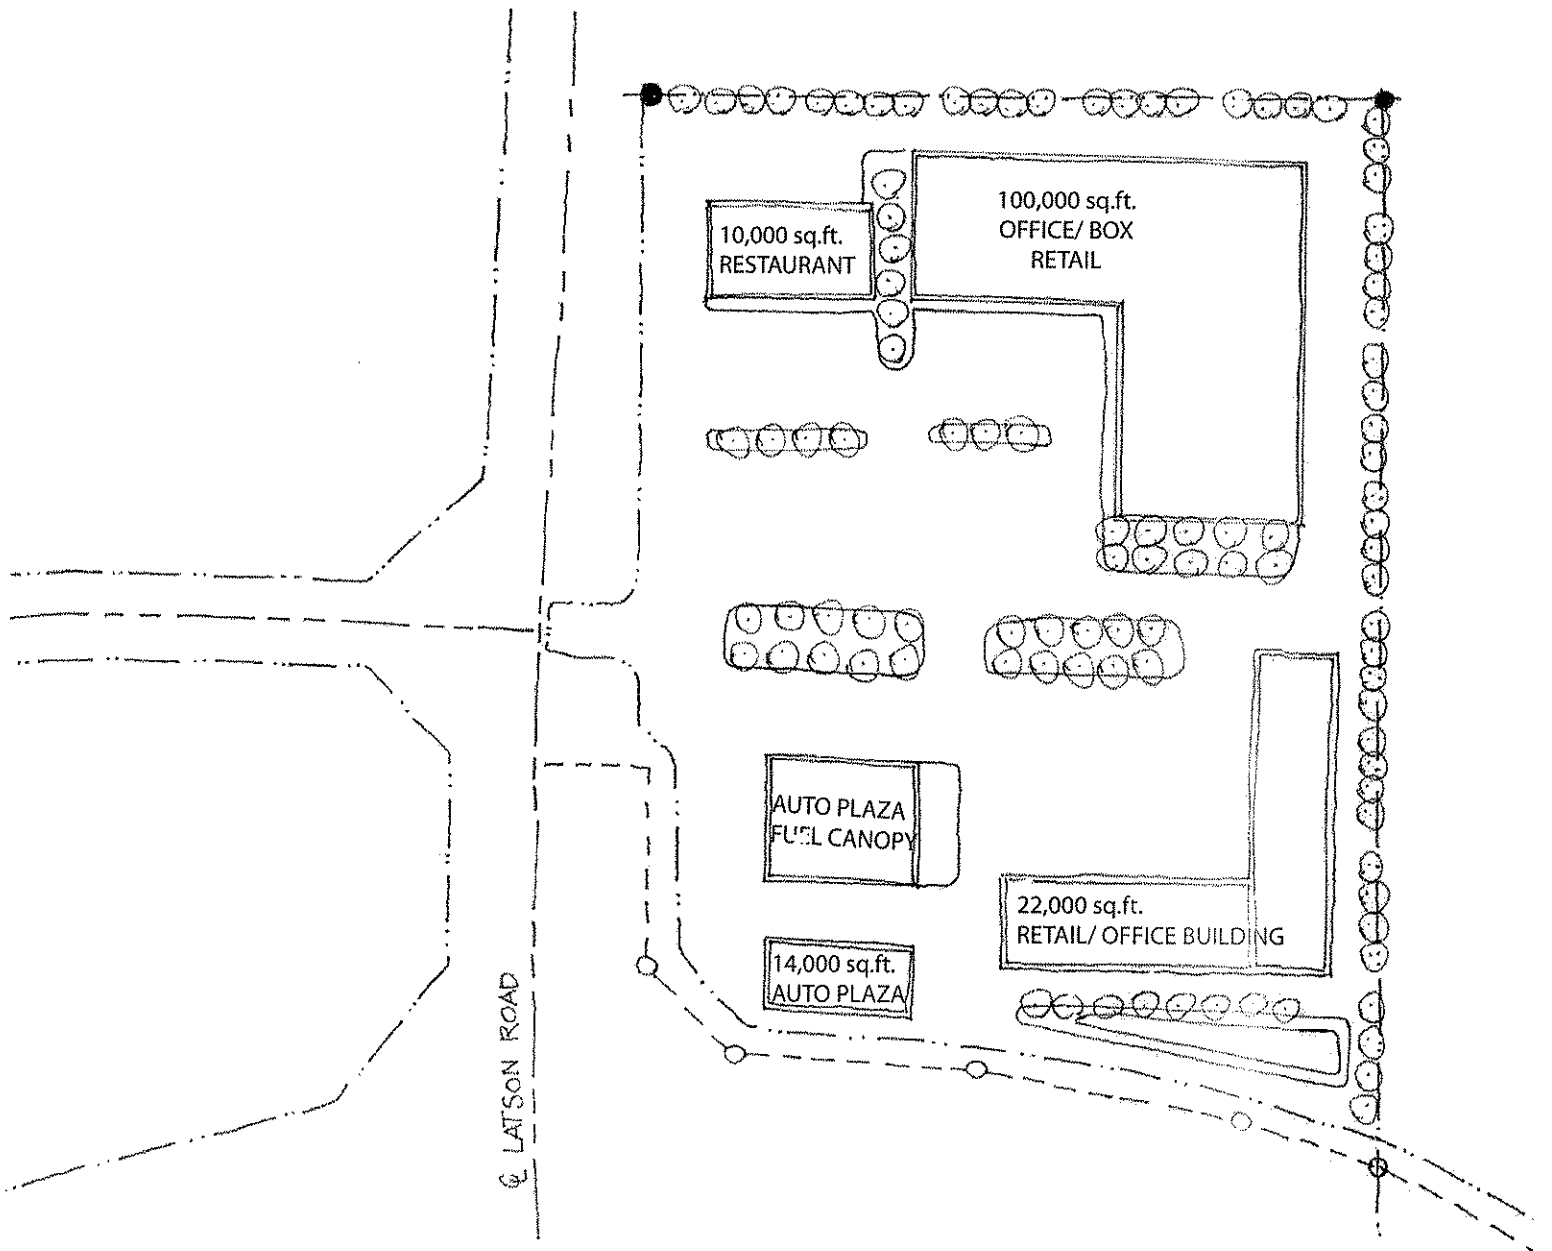 100,000 sq.ft.
OFFICE/ BOX
RETAIL
10,000 sq.ft.
RESTAURANT
AUTO PLAZA
FUEL CANOPY
22,000 sq.ft.
RETAIL/ OFFICE BUILDING
14,000 sq.ft.
AUTO PLAZA
℄ LATSON ROAD